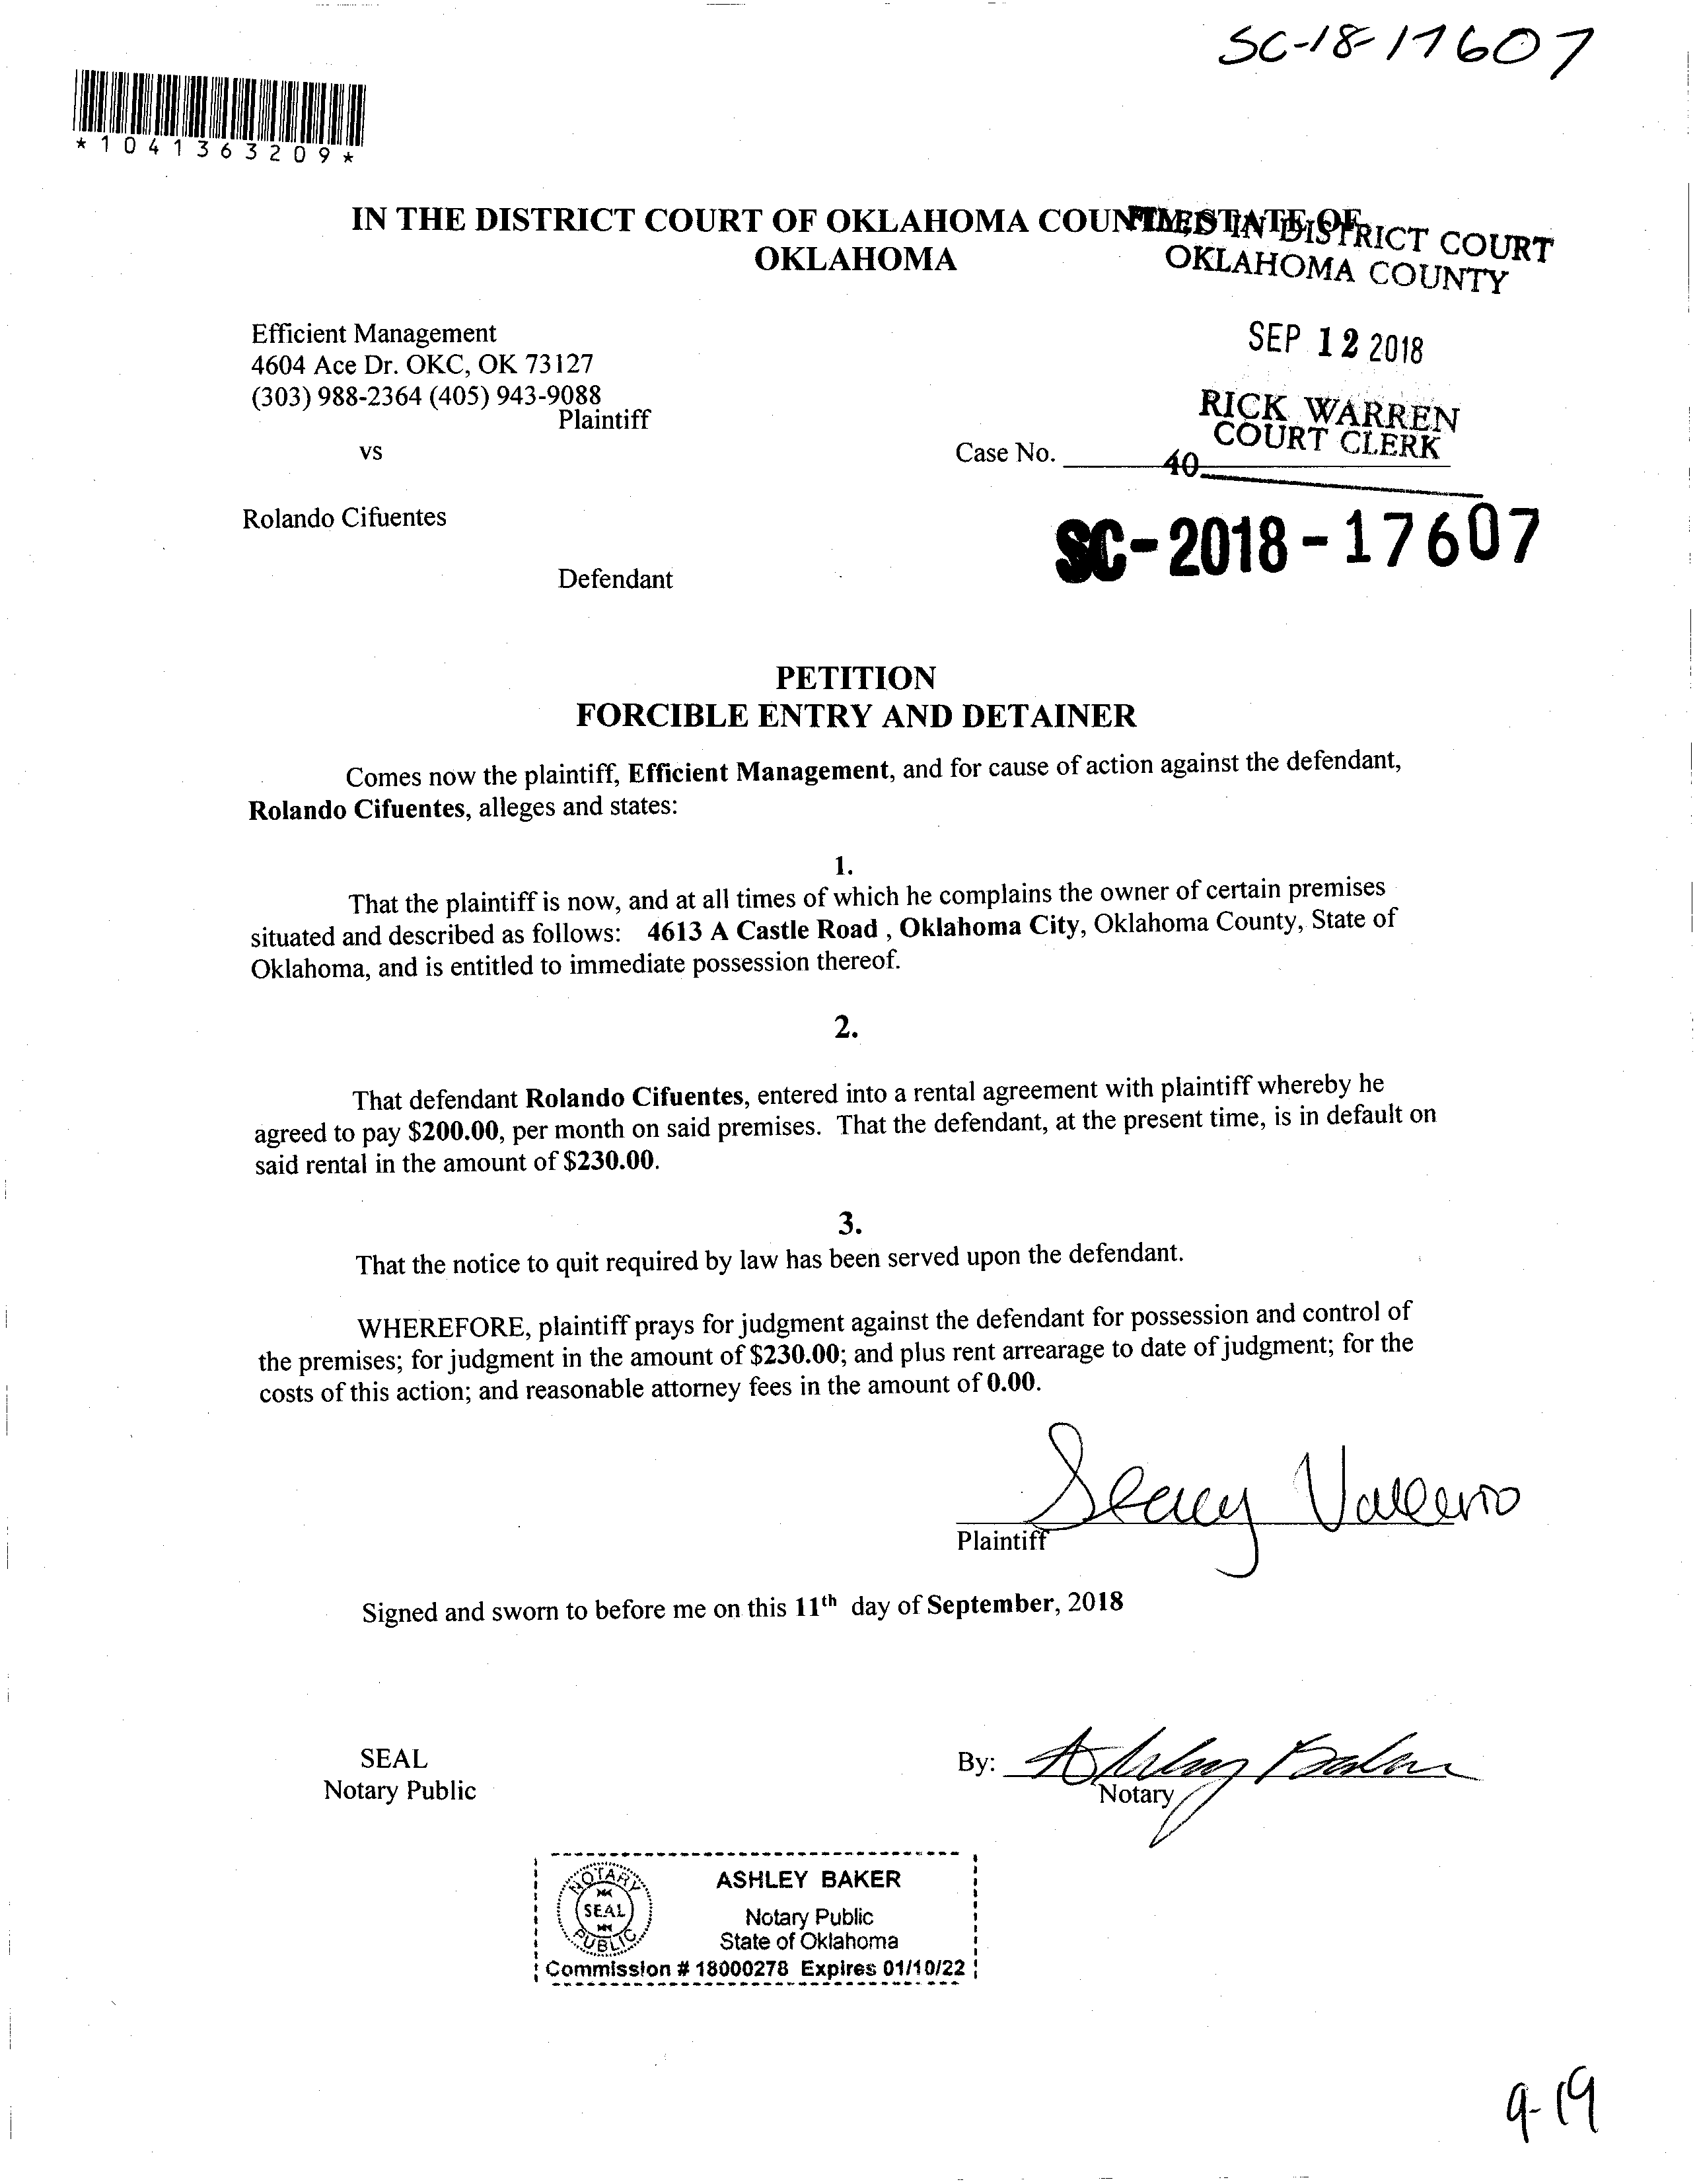 SC-18-17607
*1041363209*
IN THE DISTRICT COURT OF OKLAHOMA COUNTY, STATE OF
OKLAHOMA
FILED IN DISTRICT COURT
OKLAHOMA COUNTY
Efficient Management
4604 Ace Dr. OKC, OK 73127
(303) 988-2364 (405) 943-9088
Plaintiff
SEP 12 2018
RICK WARREN
COURT CLERK
vs
Case No.
40
Rolando Cifuentes
SC-2018-17607
Defendant
PETITION
FORCIBLE ENTRY AND DETAINER
Comes now the plaintiff, Efficient Management, and for cause of action against the defendant,
Rolando Cifuentes, alleges and states:
1.
That the plaintiff is now, and at all times of which he complains the owner of certain premises
situated and described as follows: 4613 A Castle Road , Oklahoma City, Oklahoma County, State of
Oklahoma, and is entitled to immediate possession thereof.
2.
That defendant Rolando Cifuentes, entered into a rental agreement with plaintiff whereby he
agreed to pay $200.00, per month on said premises. That the defendant, at the present time, is in default on
said rental in the amount of $230.00.
3.
That the notice to quit required by law has been served upon the defendant.
WHEREFORE, plaintiff prays for judgment against the defendant for possession and control of
the premises; for judgment in the amount of $230.00; and plus rent arrearage to date of judgment; for the
costs of this action; and reasonable attorney fees in the amount of 0.00.
Stacy Valerio
Plaintiff
Signed and sworn to before me on this 11th day of September, 2018
SEAL
Notary Public
By: Ashley Baker
Notary
NOTARY
SEAL
PUBLIC
ASHLEY BAKER
Notary Public
State of Oklahoma
Commission # 18000278 Expires 01/10/22
9-19